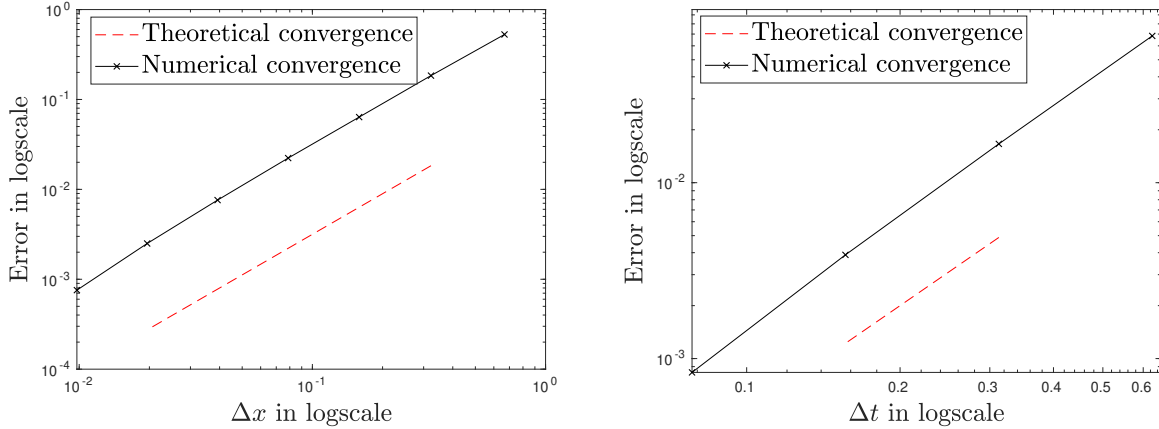 10^0
10^-1
10^-2
10^-3
10^-4
Error in logscale
Theoretical convergence
Numerical convergence
10^-2
10^-1
10^0
Δx in logscale
10^-2
10^-3
Error in logscale
Theoretical convergence
Numerical convergence
0.1
0.2
0.3
0.4
0.5
0.6
Δt in logscale